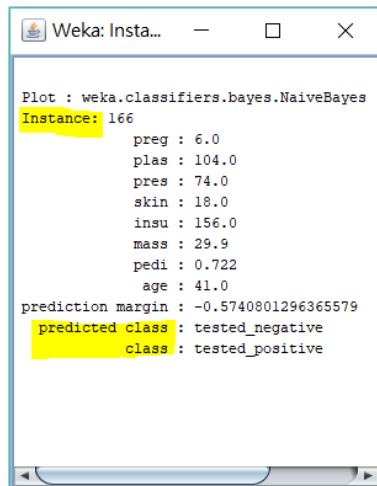 Weka: Insta...
Plot : weka.classifiers.bayes.NaiveBayes
Instance: 166
preg : 6.0
plas : 104.0
pres : 74.0
skin : 18.0
insu : 156.0
mass : 29.9
pedi : 0.722
age : 41.0
prediction margin : -0.5740801296365579
predicted class : tested_negative
class : tested_positive